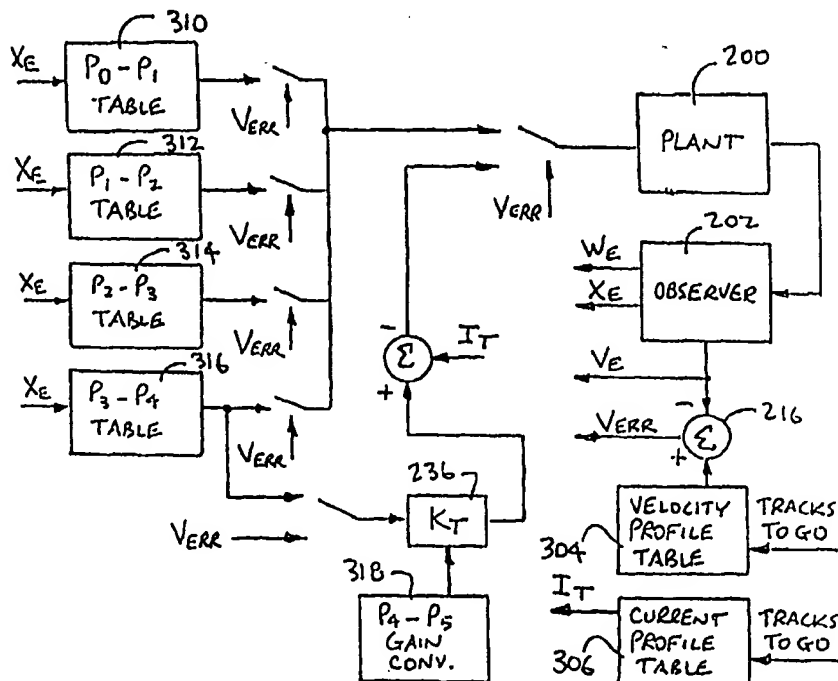 310
X_E
P_0 - P_1
TABLE
V_ERR
312
X_E
P_1 - P_2
TABLE
V_ERR
314
X_E
P_2 - P_3
TABLE
V_ERR
316
X_E
P_3 - P_4
TABLE
V_ERR
V_ERR
236
K_T
318
P_4 - P_5
GAIN
CONV.
-
Σ
+
I_T
V_ERR
200
PLANT
202
OBSERVER
W_E
X_E
V_E
V_ERR
-
Σ
+
216
VELOCITY
PROFILE
TABLE
304
TRACKS
TO GO
I_T
CURRENT
PROFILE
TABLE
306
TRACKS
TO GO